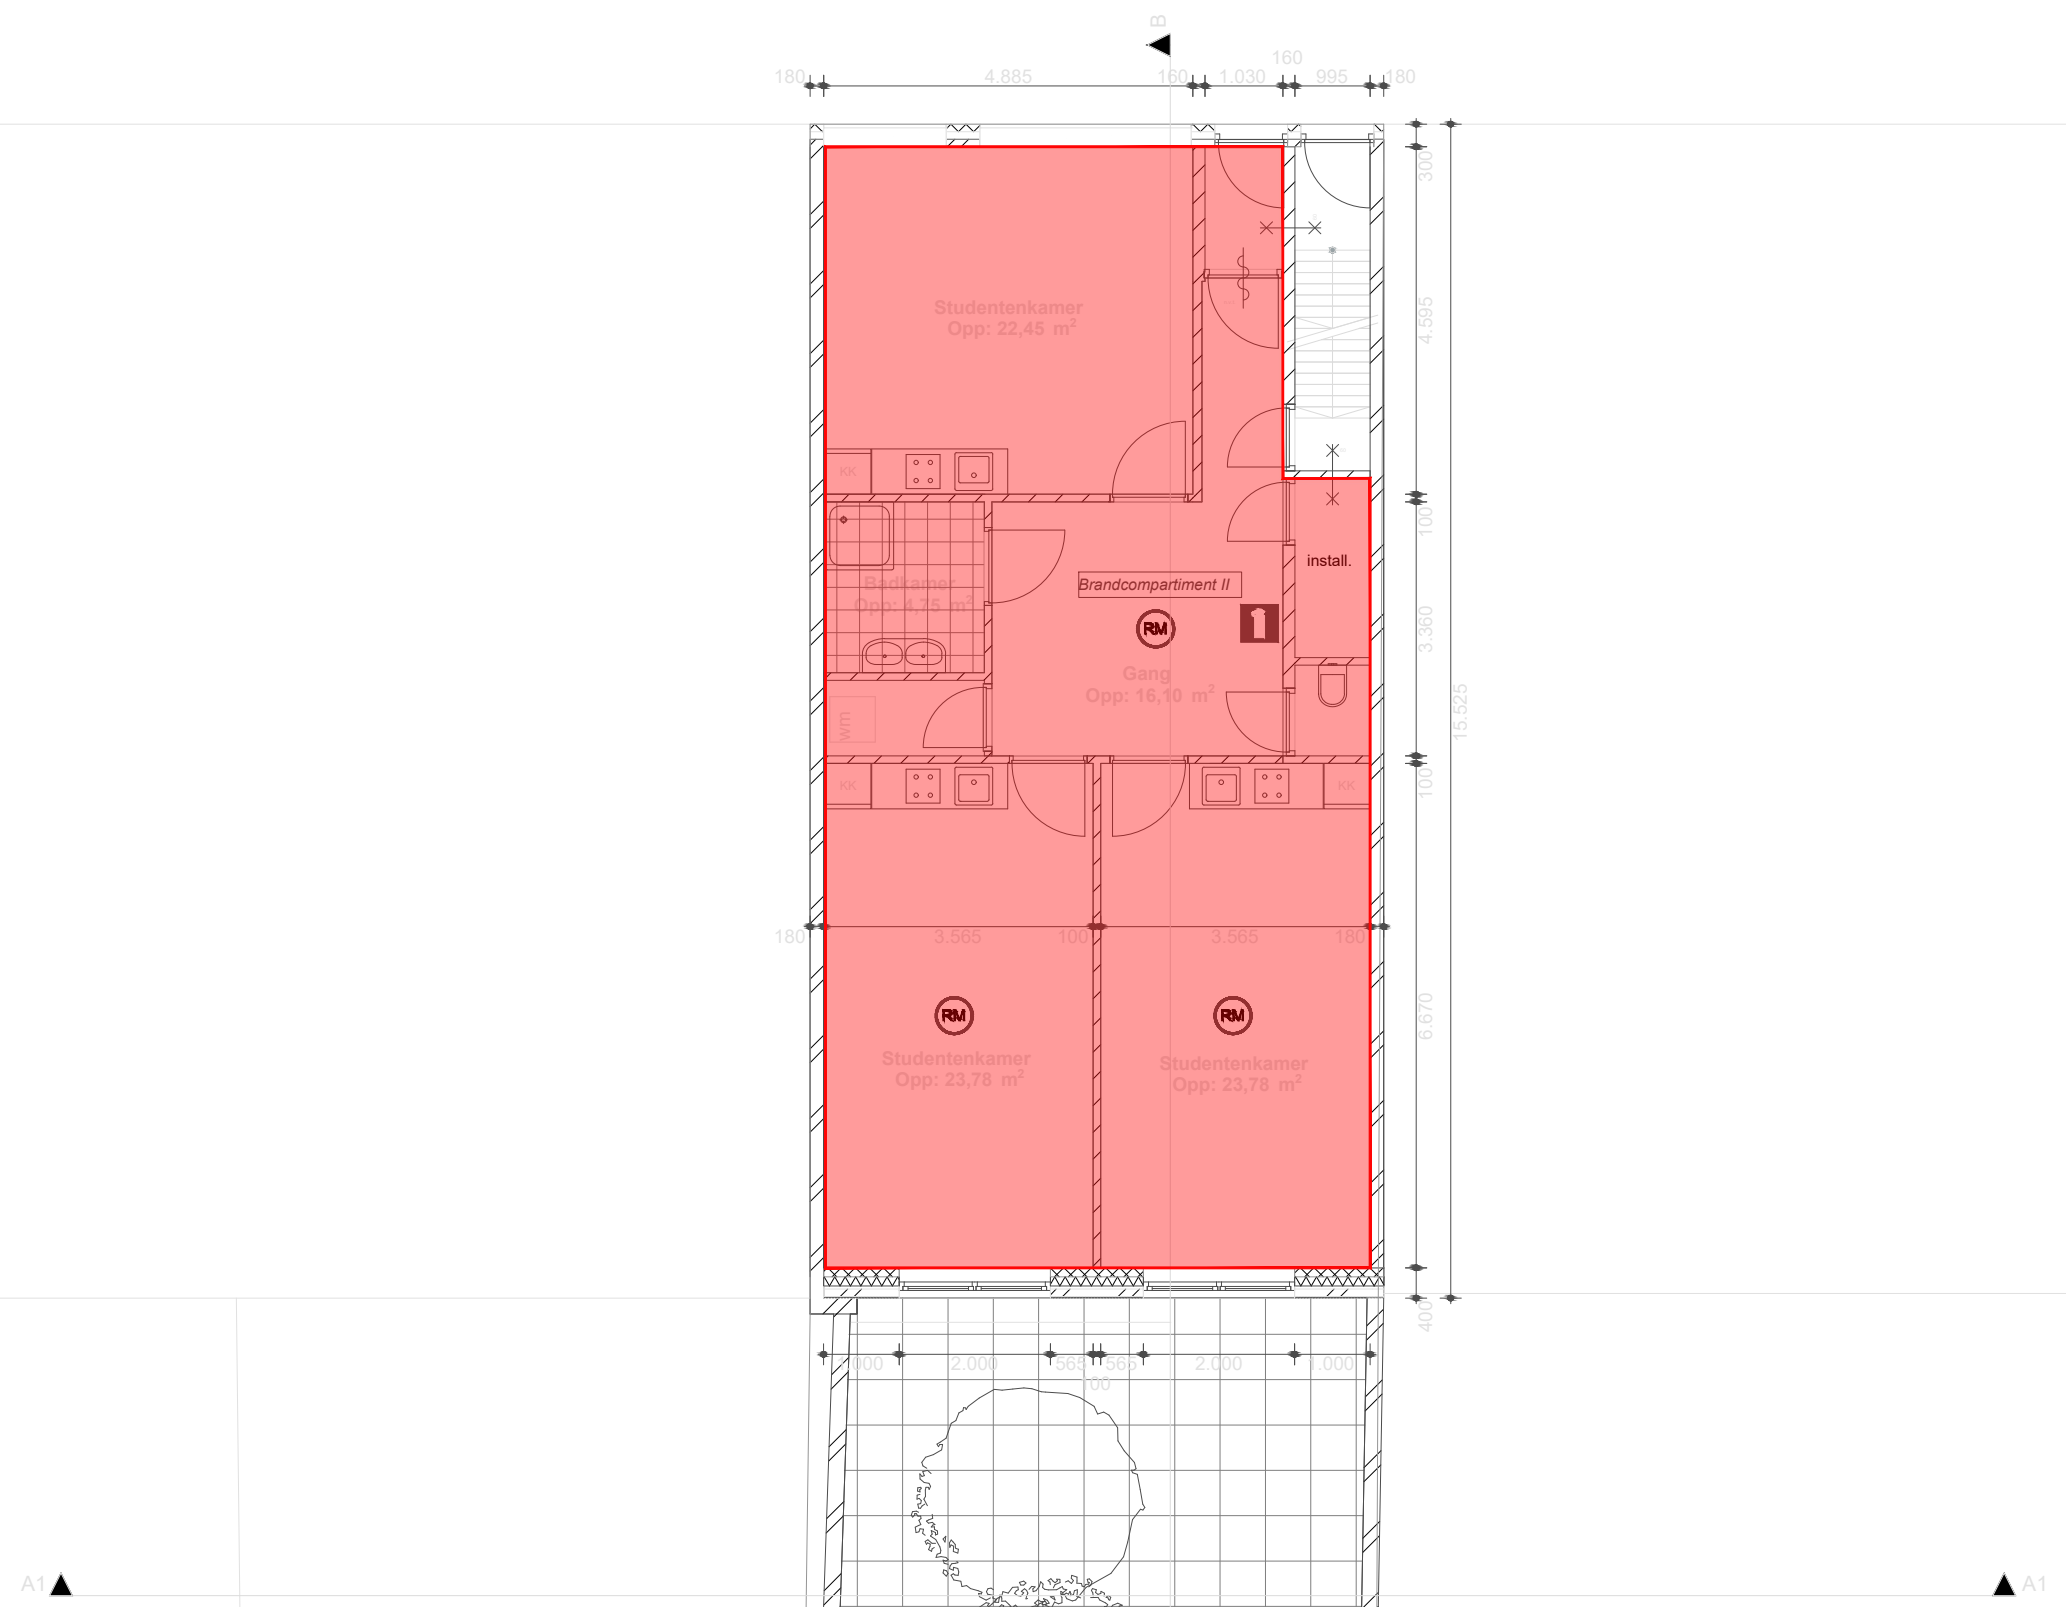 B
160
180
4.885
160
1.030
995
180
300
Studentenkamer
Opp: 22,45 m²
4.595
KK
100
install.
Badkamer
Opp: 4,75 m²
Brandcompartiment II
RM
3.360
Gang
Opp: 16,10 m²
wm
15.525
KK
KK
100
180
3.565
100
3.565
180
RM
RM
6.670
Studentenkamer
Opp: 23,78 m²
Studentenkamer
Opp: 23,78 m²
400
1.000
2.000
565
565
2.000
1.000
100
A1
A1